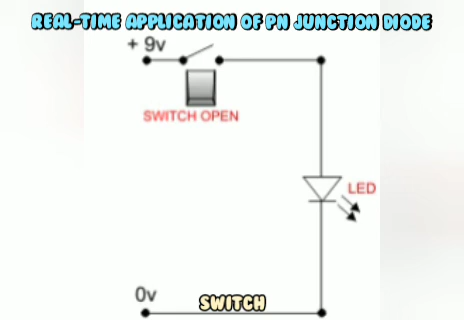 REAL-TIME APPLICATION OF PN JUNCTION DIODE
+ 9v
SWITCH OPEN
LED
0v
SWITCH